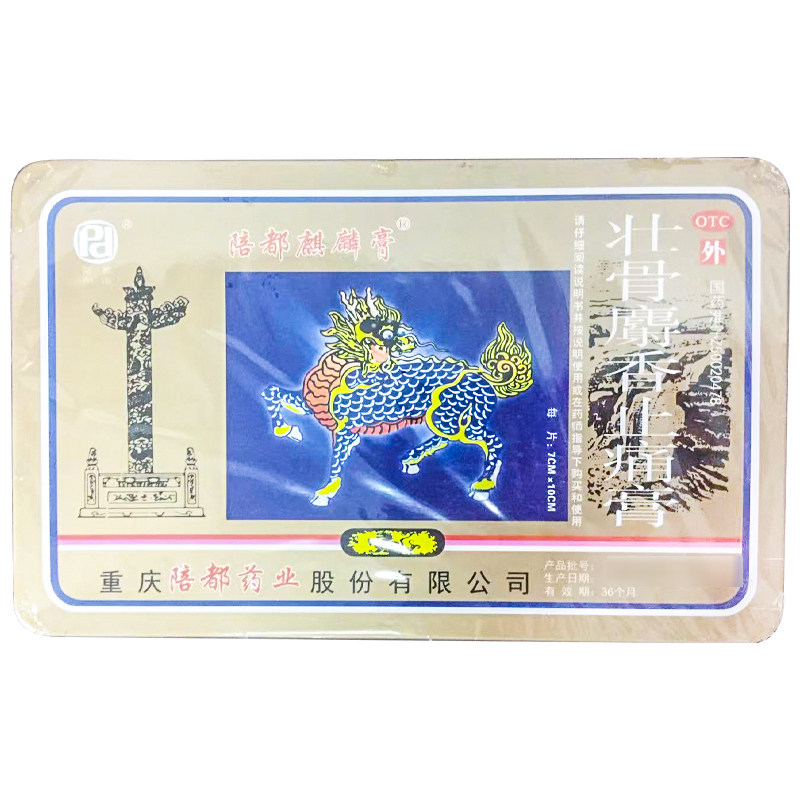 陪都麒麟膏®
OTC
外
壮骨麝香止痛膏
请仔细阅读说明书并按说明使用或在药师指导下购买和使用
每片:7CM×10CM
重庆陪都药业股份有限公司
产品批号:
生产日期:
有效期:36个月